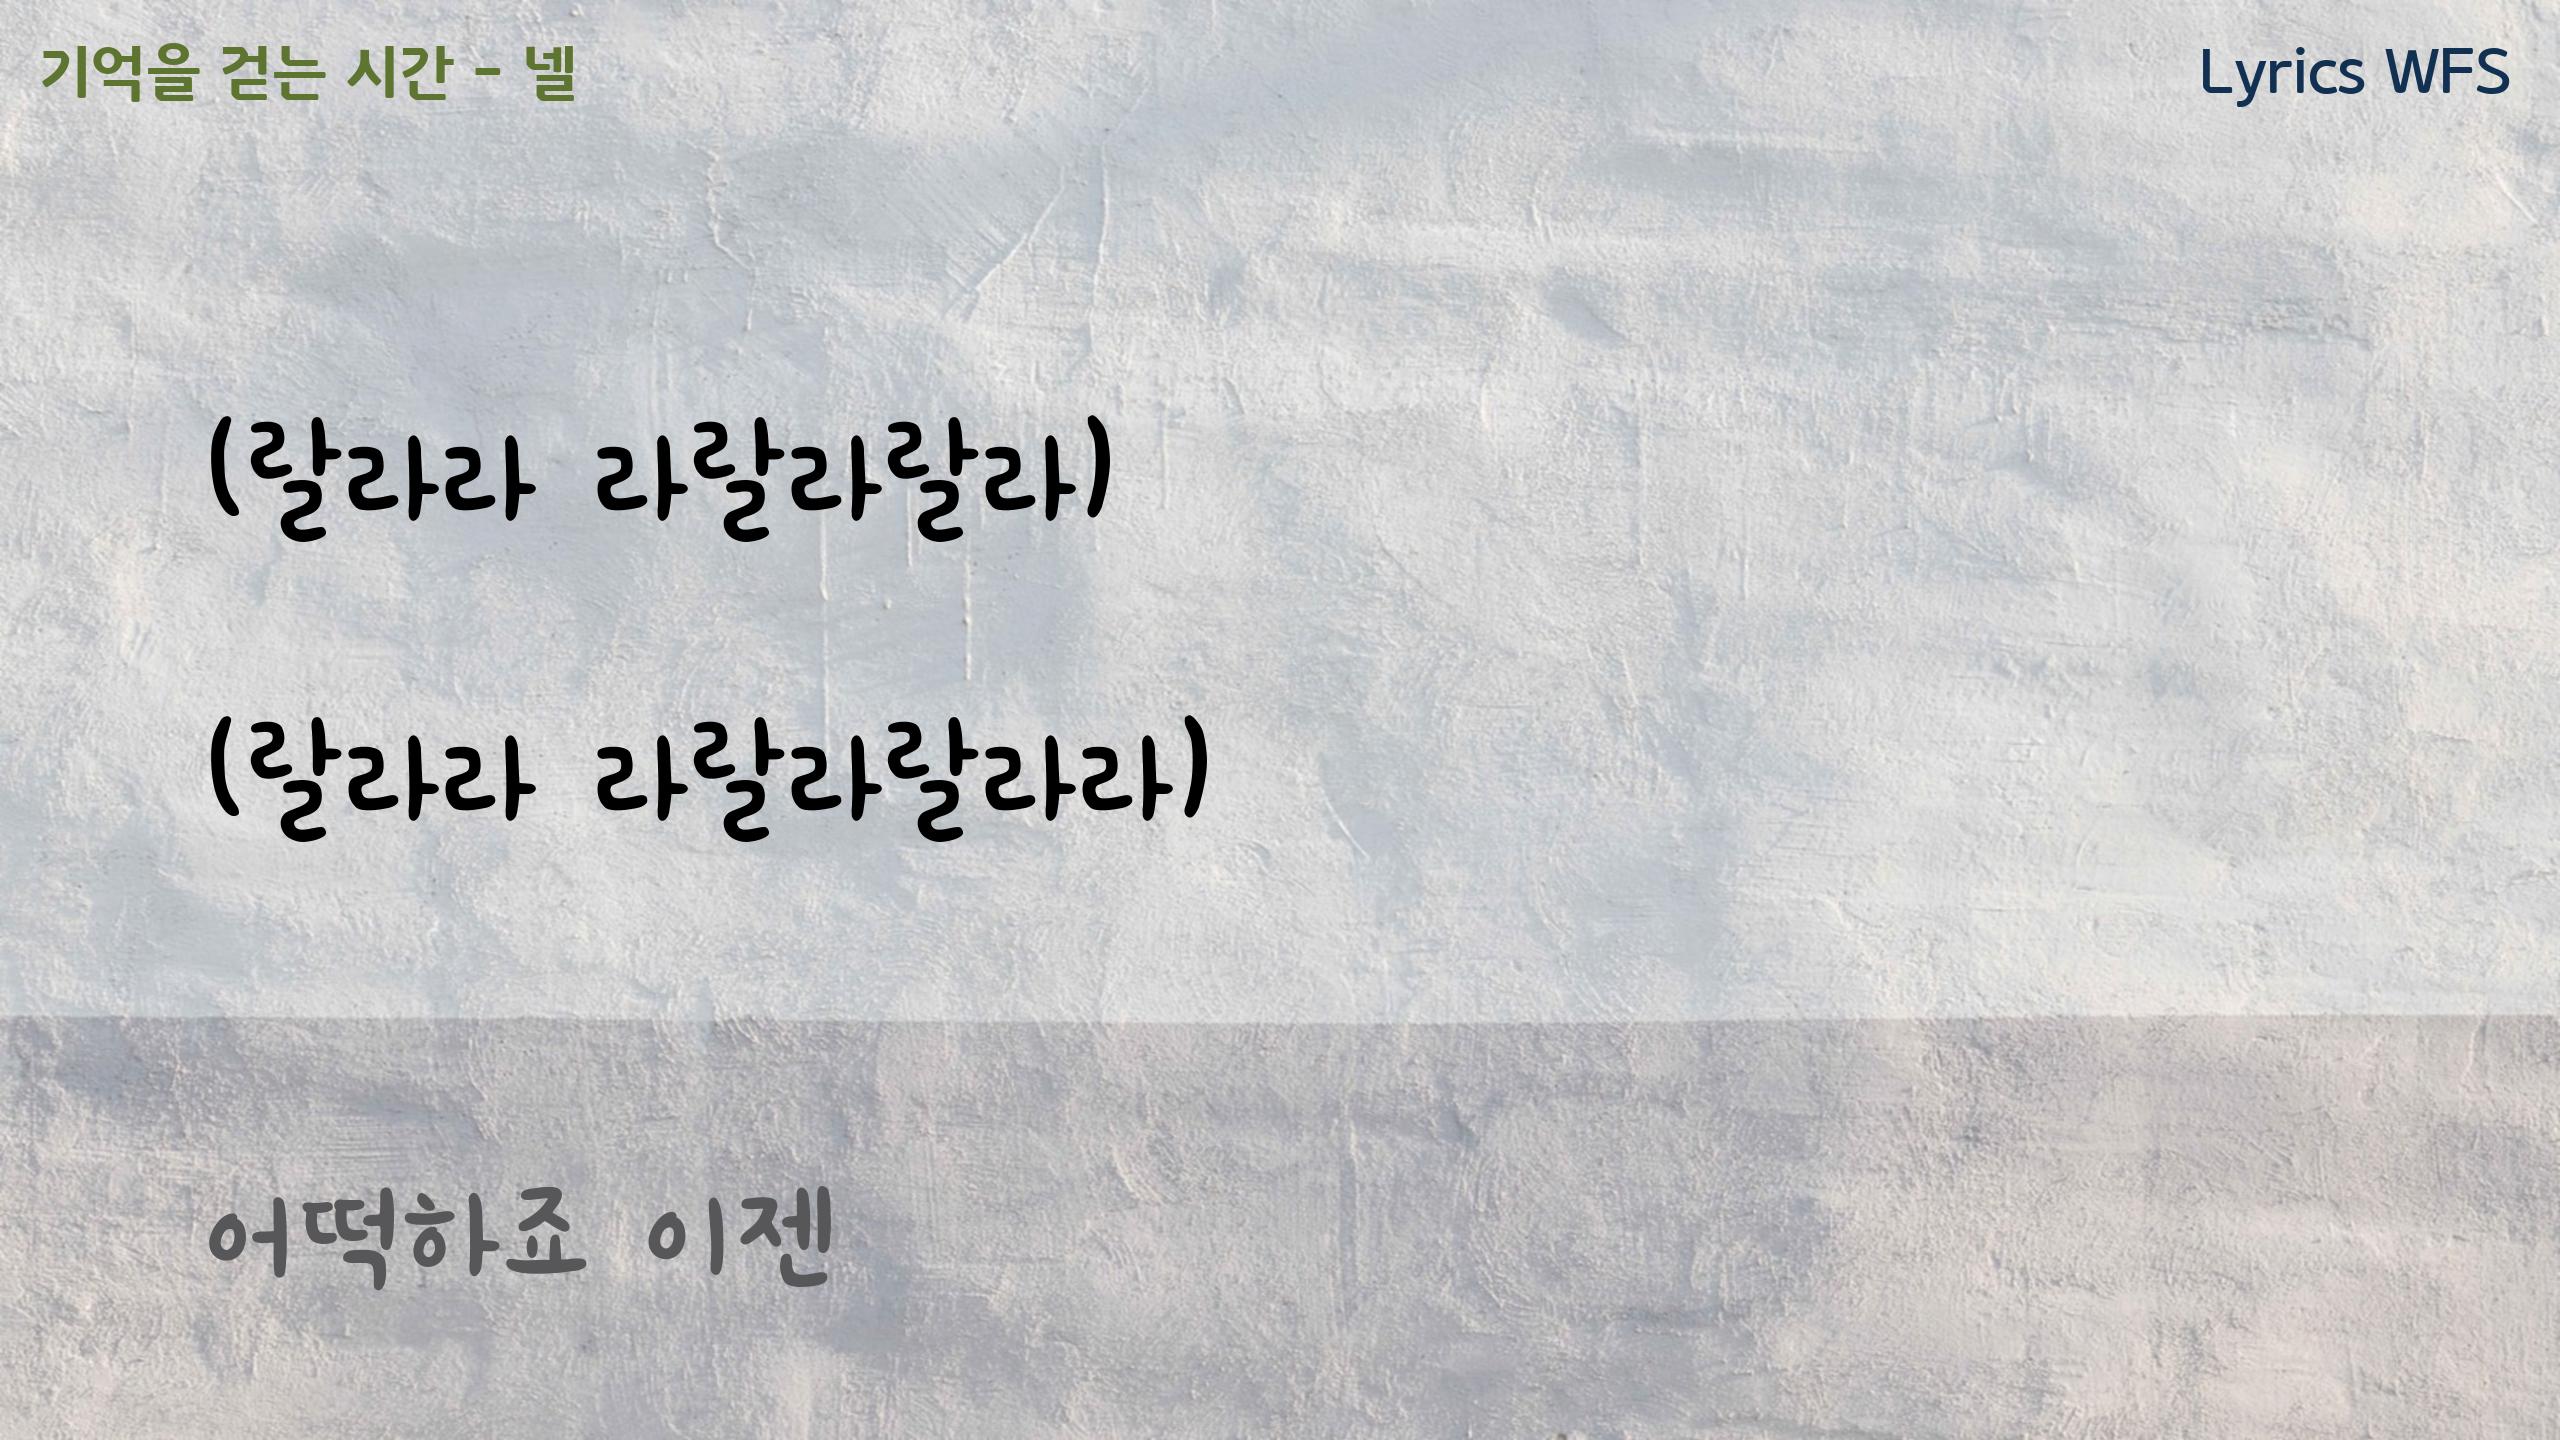 기억을 걷는 시간 - 넬
Lyrics WFS
(랄라라 라랄라랄라)
(랄라라 라랄라랄라라)
어떡하죠 이젠